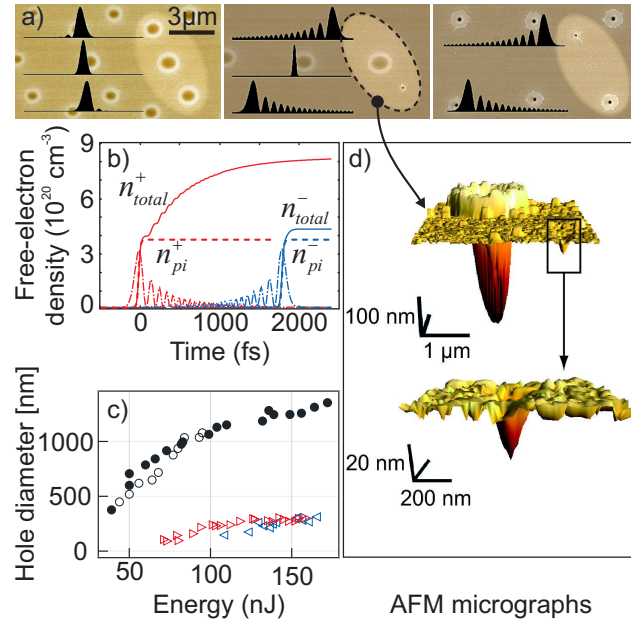 a)
3μm
b)
Free-electron
density (10²⁰ cm⁻³)
9
6
3
0
n⁺total
n⁻total
n⁺pi
n⁻pi
0
1000
2000
Time (fs)
c)
Hole diameter [nm]
1000
500
0
50
100
150
Energy (nJ)
d)
100 nm
1 μm
20 nm
200 nm
AFM micrographs